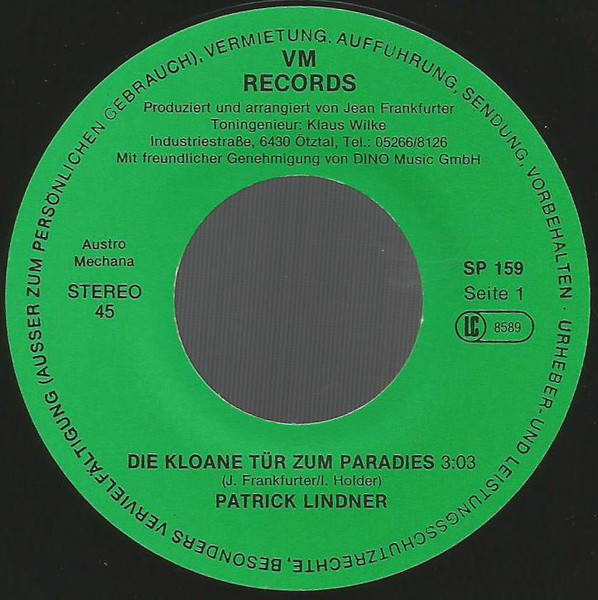 URHEBER- UND LEISTUNGSSCHUTZRECHTE, BESONDERS VERVIELFÄLTIGUNG (AUSSER ZUM PERSÖNLICHEN GEBRAUCH), VERMIETUNG. AUFFÜHRUNG, SENDUNG, VORBEHALTEN ·
VM
RECORDS
Produziert und arrangiert von Jean Frankfurter
Toningenieur: Klaus Wilke
Industriestraße, 6430 Ötztal, Tel.: 05266/8126
Mit freundlicher Genehmigung von DINO Music GmbH
Austro
Mechana
STEREO
45
SP 159
Seite 1
LC 8589
DIE KLOANE TÜR ZUM PARADIES 3:03
(J. Frankfurter/I. Holder)
PATRICK LINDNER